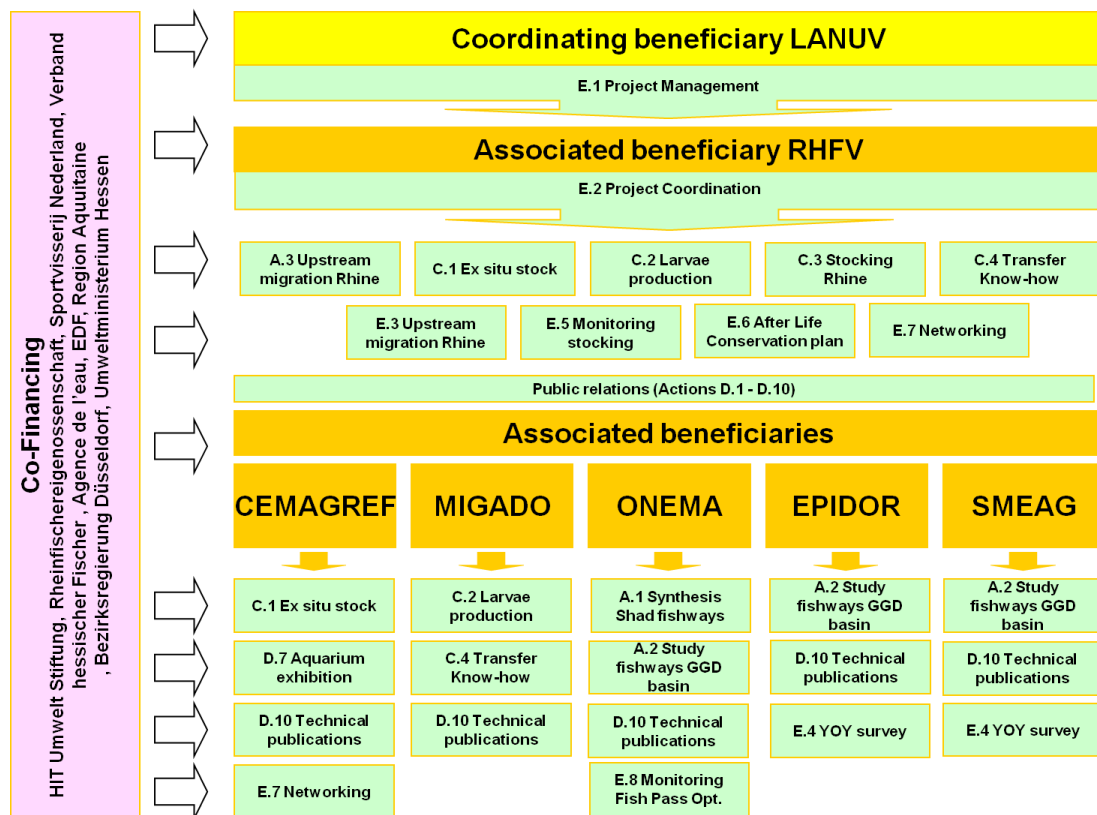 Co-Financing
HIT Umwelt Stiftung, Rheinfischereigenossenschaft, Sportvisserij Nederland, Verband
hessischer Fischer , Agence de l'eau, EDF, Region Aquuitaine
, Bezirksregierung Düsseldorf, Umweltministerium Hessen
Coordinating beneficiary LANUV
E.1 Project Management
Associated beneficiary RHFV
E.2 Project Coordination
A.3 Upstream
migration Rhine
C.1 Ex situ stock
C.2 Larvae
production
C.3 Stocking
Rhine
C.4 Transfer
Know-how
E.3 Upstream
migration Rhine
E.5 Monitoring
stocking
E.6 After Life
Conservation plan
E.7 Networking
Public relations (Actions D.1 - D.10)
Associated beneficiaries
CEMAGREF
MIGADO
ONEMA
EPIDOR
SMEAG
C.1 Ex situ stock
C.2 Larvae
production
A.1 Synthesis
Shad fishways
A.2 Study
fishways GGD
basin
A.2 Study
fishways GGD
basin
D.7 Aquarium
exhibition
C.4 Transfer
Know-how
A.2 Study
fishways GGD
basin
D.10 Technical
publications
D.10 Technical
publications
D.10 Technical
publications
D.10 Technical
publications
D.10 Technical
publications
E.4 YOY survey
E.4 YOY survey
E.7 Networking
E.8 Monitoring
Fish Pass Opt.